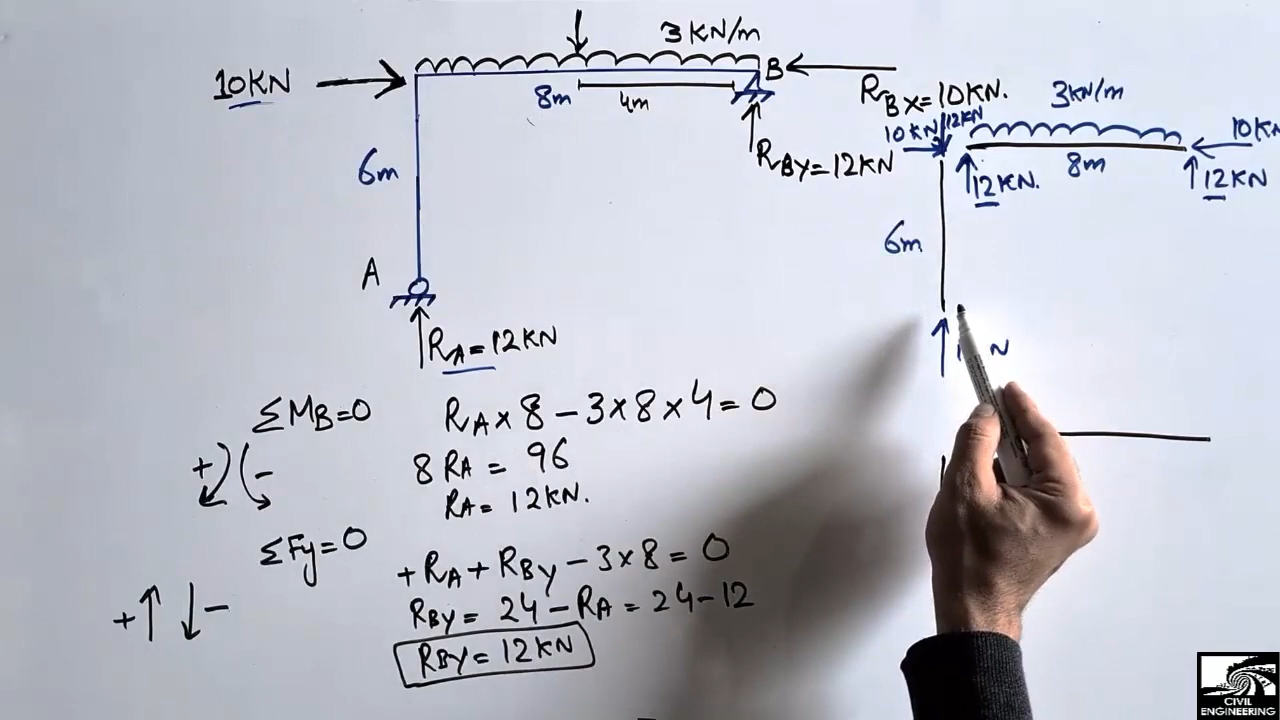 3KN/m
10KN
B
8m
4m
RBX=10KN.
RBY=12KN
6m
A
RA=12KN
3KN/m
10KN
12KN
10KN
8m
12KN.
12KN
6m
ΣMB=0
RA×8-3×8×4=0
+
-
8RA = 96
RA= 12KN.
ΣFy=0
+RA+RBy-3×8=0
+
-
RBy= 24-RA=24-12
RBY=12KN
CIVIL
ENGINEERING